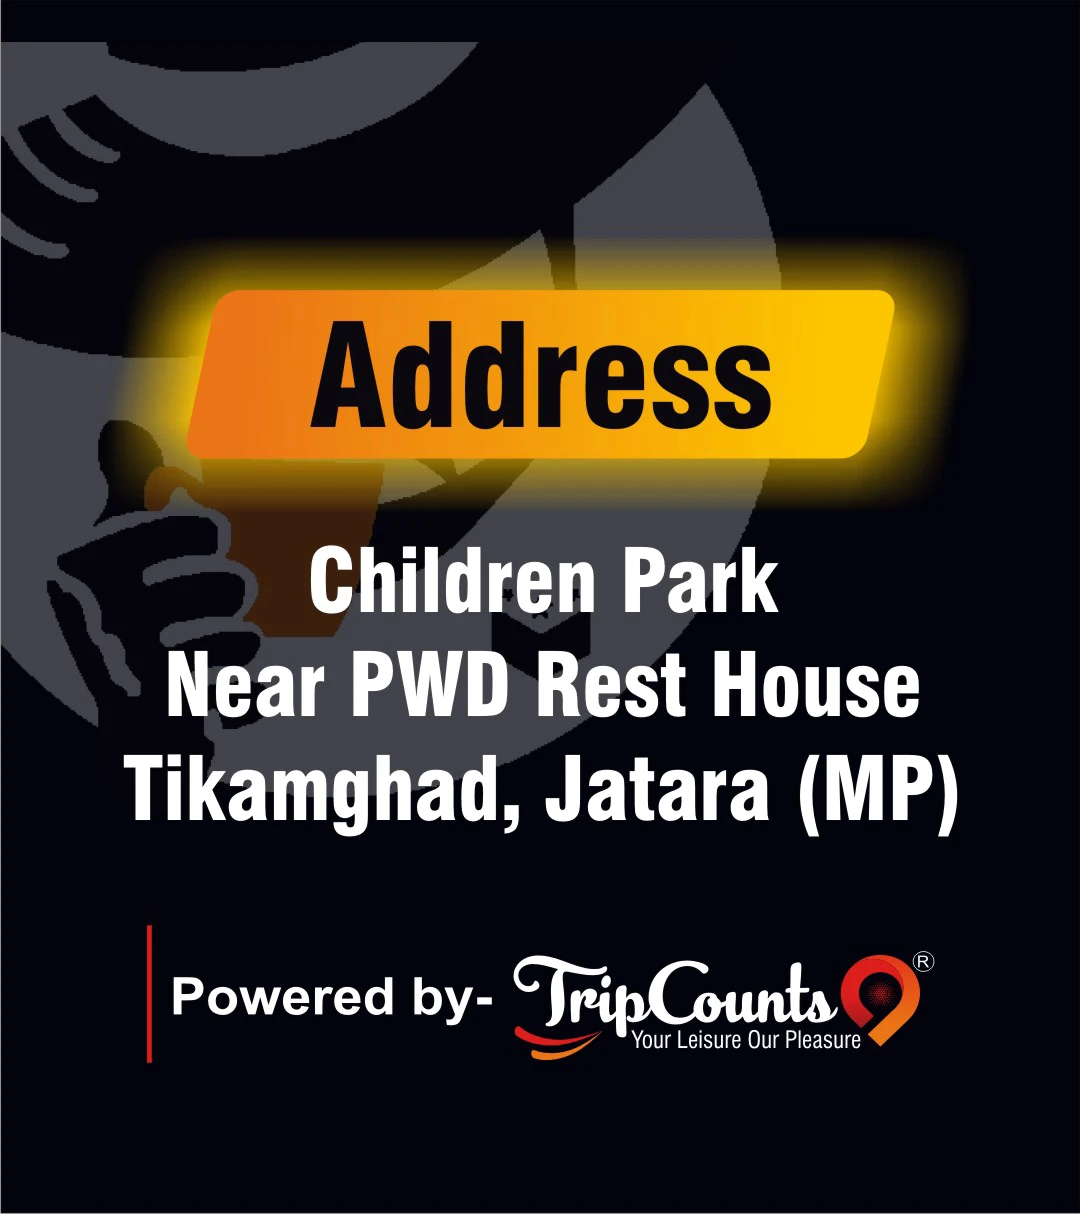 Address
Children Park
Near PWD Rest House
Tikamghad, Jatara (MP)
Powered by- TripCounts ®
Your Leisure Our Pleasure